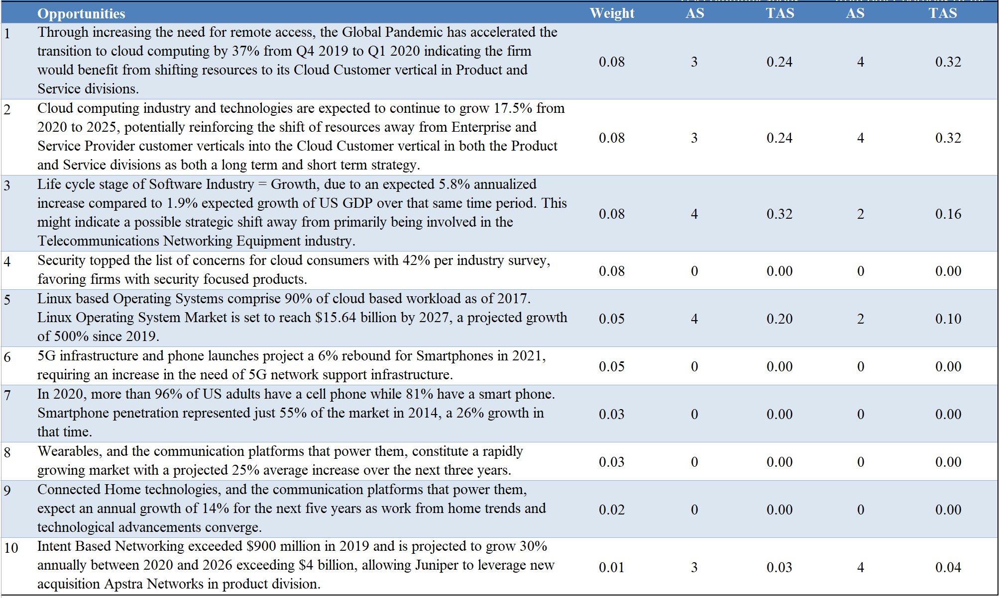 Opportunities Weight AS TAS AS TAS
1 Through increasing the need for remote access, the Global Pandemic has accelerated the
transition to cloud computing by 37% from Q4 2019 to Q1 2020 indicating the firm
would benefit from shifting resources to its Cloud Customer vertical in Product and
Service divisions.
0.08 3 0.24 4 0.32
2 Cloud computing industry and technologies are expected to continue to grow 17.5% from
2020 to 2025, potentially reinforcing the shift of resources away from Enterprise and
Service Provider customer verticals into the Cloud Customer vertical in both the Product
and Service divisions as both a long term and short term strategy.
0.08 3 0.24 4 0.32
3 Life cycle stage of Software Industry = Growth, due to an expected 5.8% annualized
increase compared to 1.9% expected growth of US GDP over that same time period. This
might indicate a possible strategic shift away from primarily being involved in the
Telecommunications Networking Equipment industry.
0.08 4 0.32 2 0.16
4 Security topped the list of concerns for cloud consumers with 42% per industry survey,
favoring firms with security focused products.
0.08 0 0.00 0 0.00
5 Linux based Operating Systems comprise 90% of cloud based workload as of 2017.
Linux Operating System Market is set to reach $15.64 billion by 2027, a projected growth
of 500% since 2019.
0.05 4 0.20 2 0.10
6 5G infrastructure and phone launches project a 6% rebound for Smartphones in 2021,
requiring an increase in the need of 5G network support infrastructure.
0.05 0 0.00 0 0.00
7 In 2020, more than 96% of US adults have a cell phone while 81% have a smart phone.
Smartphone penetration represented just 55% of the market in 2014, a 26% growth in
that time.
0.03 0 0.00 0 0.00
8 Wearables, and the communication platforms that power them, constitute a rapidly
growing market with a projected 25% average increase over the next three years.
0.03 0 0.00 0 0.00
9 Connected Home technologies, and the communication platforms that power them,
expect an annual growth of 14% for the next five years as work from home trends and
technological advancements converge.
0.02 0 0.00 0 0.00
10 Intent Based Networking exceeded $900 million in 2019 and is projected to grow 30%
annually between 2020 and 2026 exceeding $4 billion, allowing Juniper to leverage new
acquisition Apstra Networks in product division.
0.01 3 0.03 4 0.04